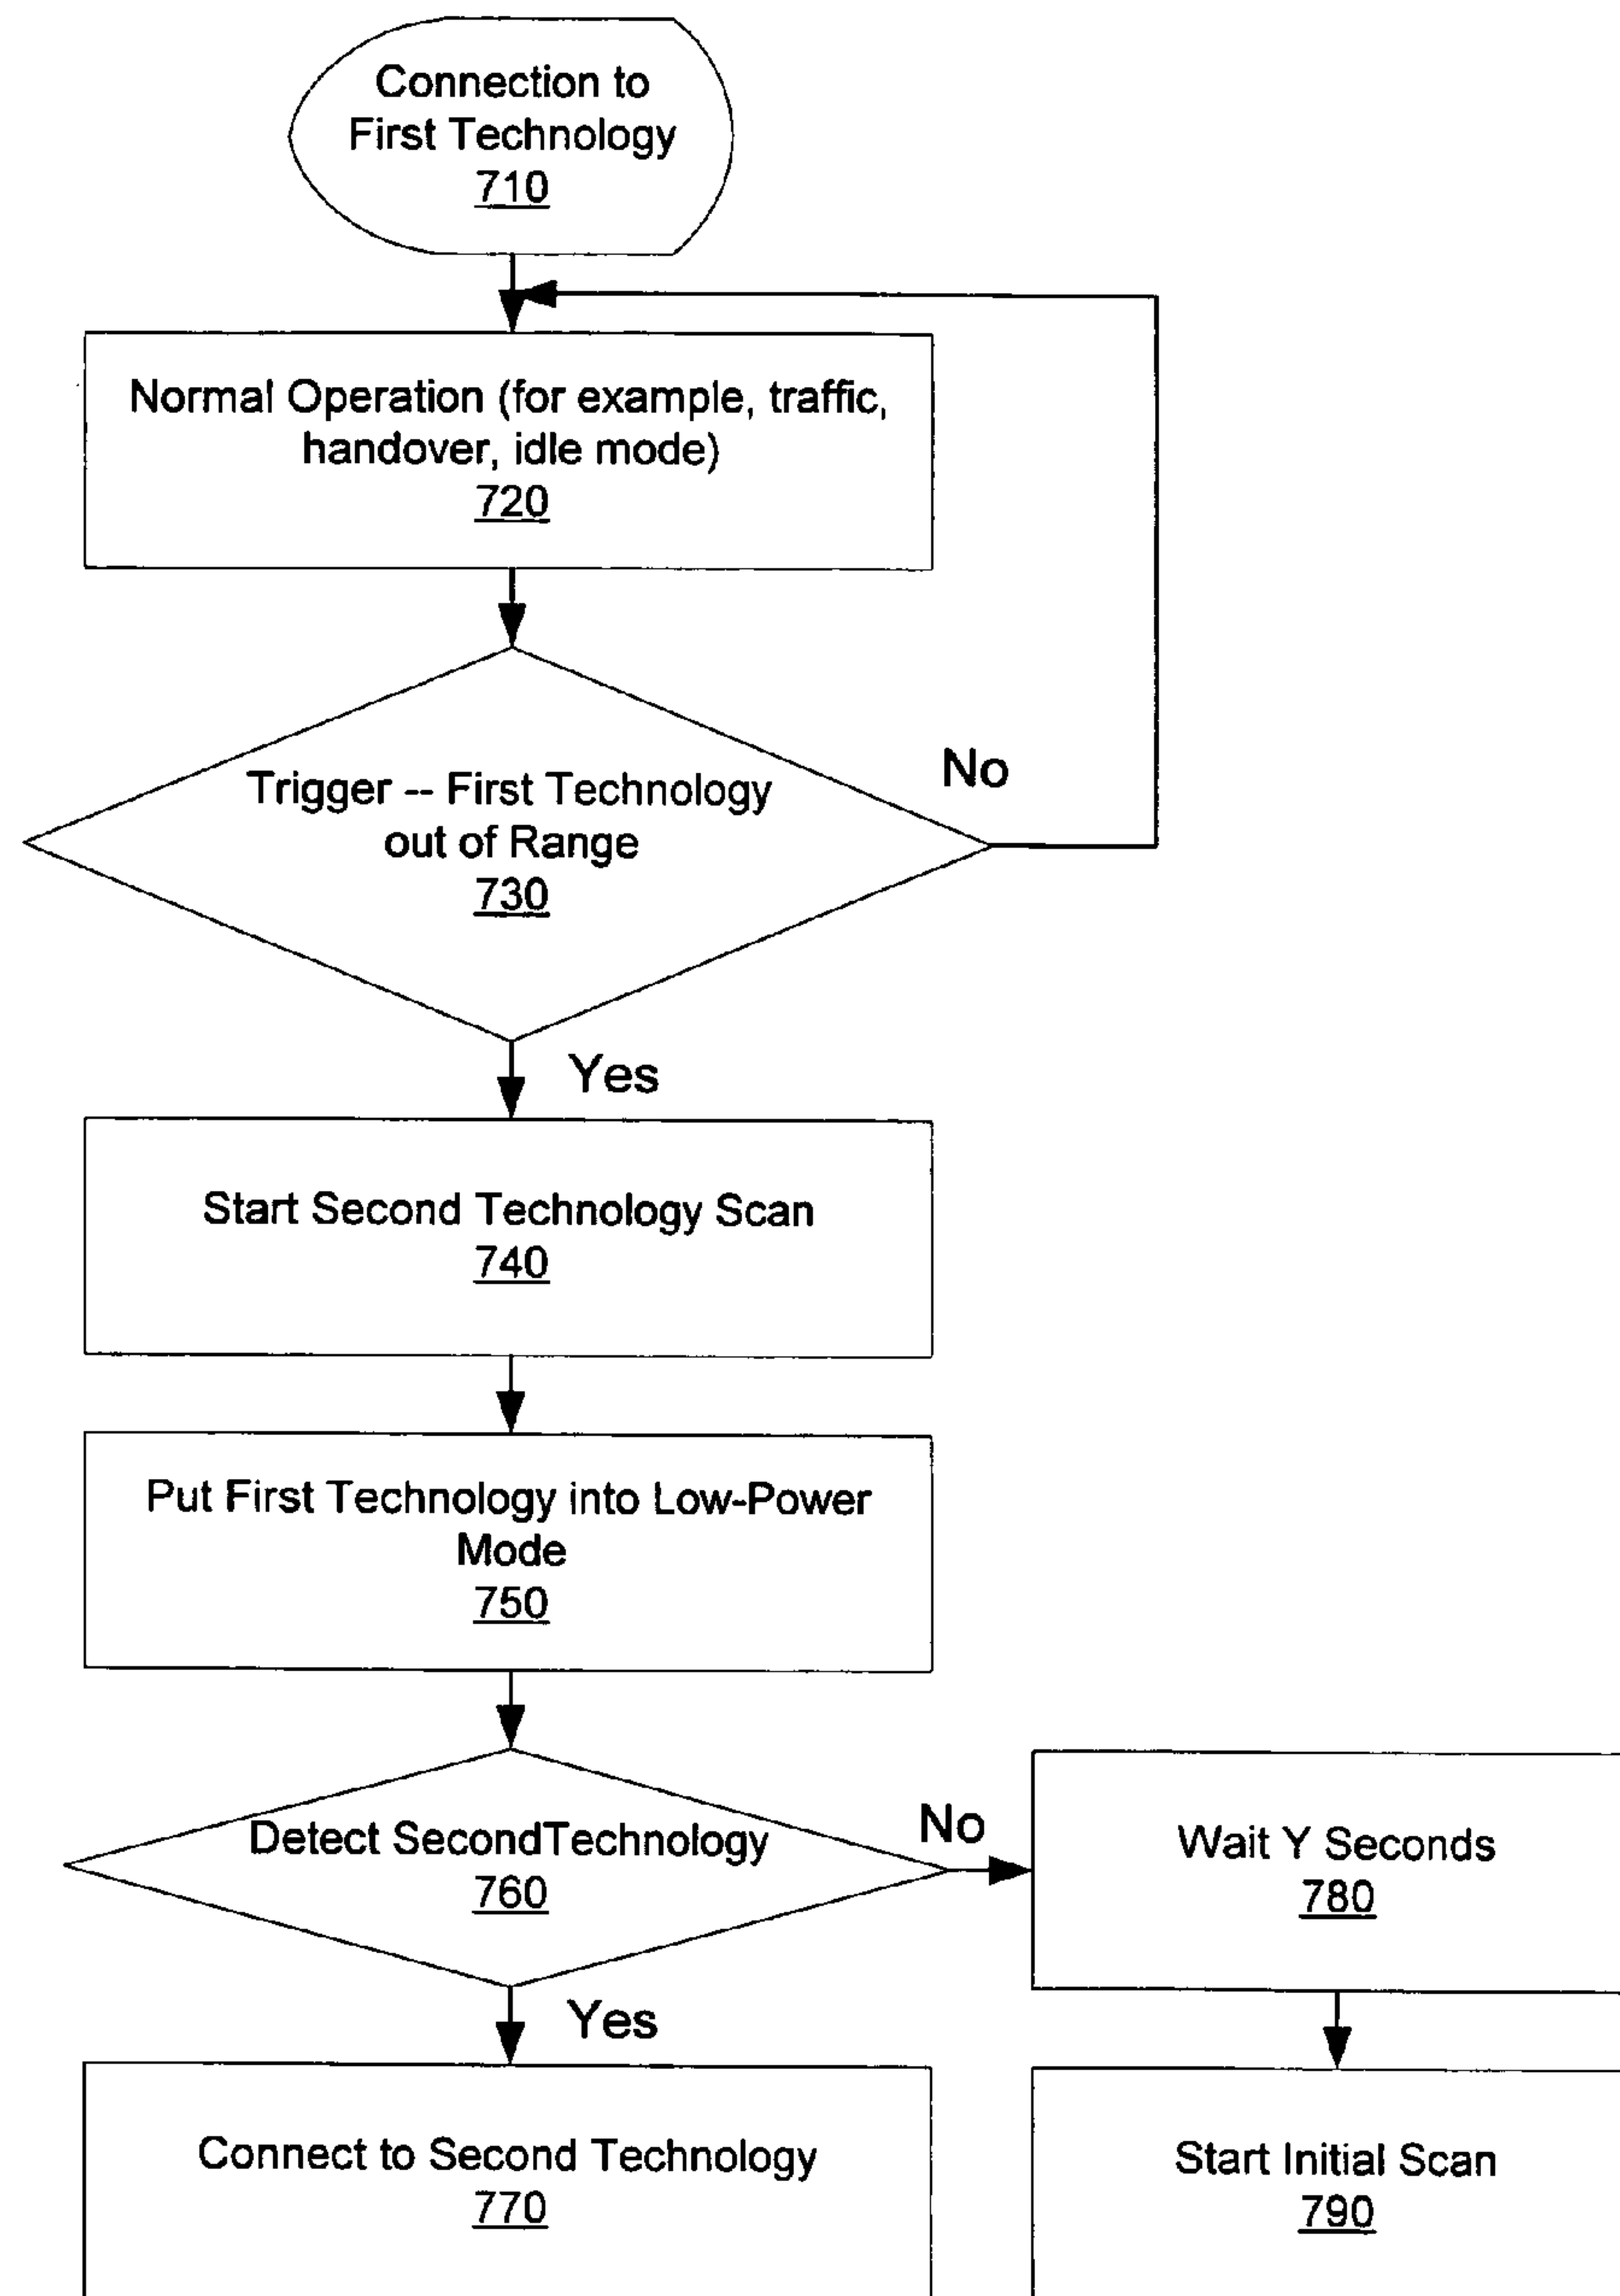 Connection to
First Technology
710
Normal Operation (for example, traffic,
handover, idle mode)
720
Trigger -- First Technology
out of Range
730
No
Yes
Start Second Technology Scan
740
Put First Technology into Low-Power
Mode
750
Detect SecondTechnology
760
No
Wait Y Seconds
780
Yes
Connect to Second Technology
770
Start Initial Scan
790